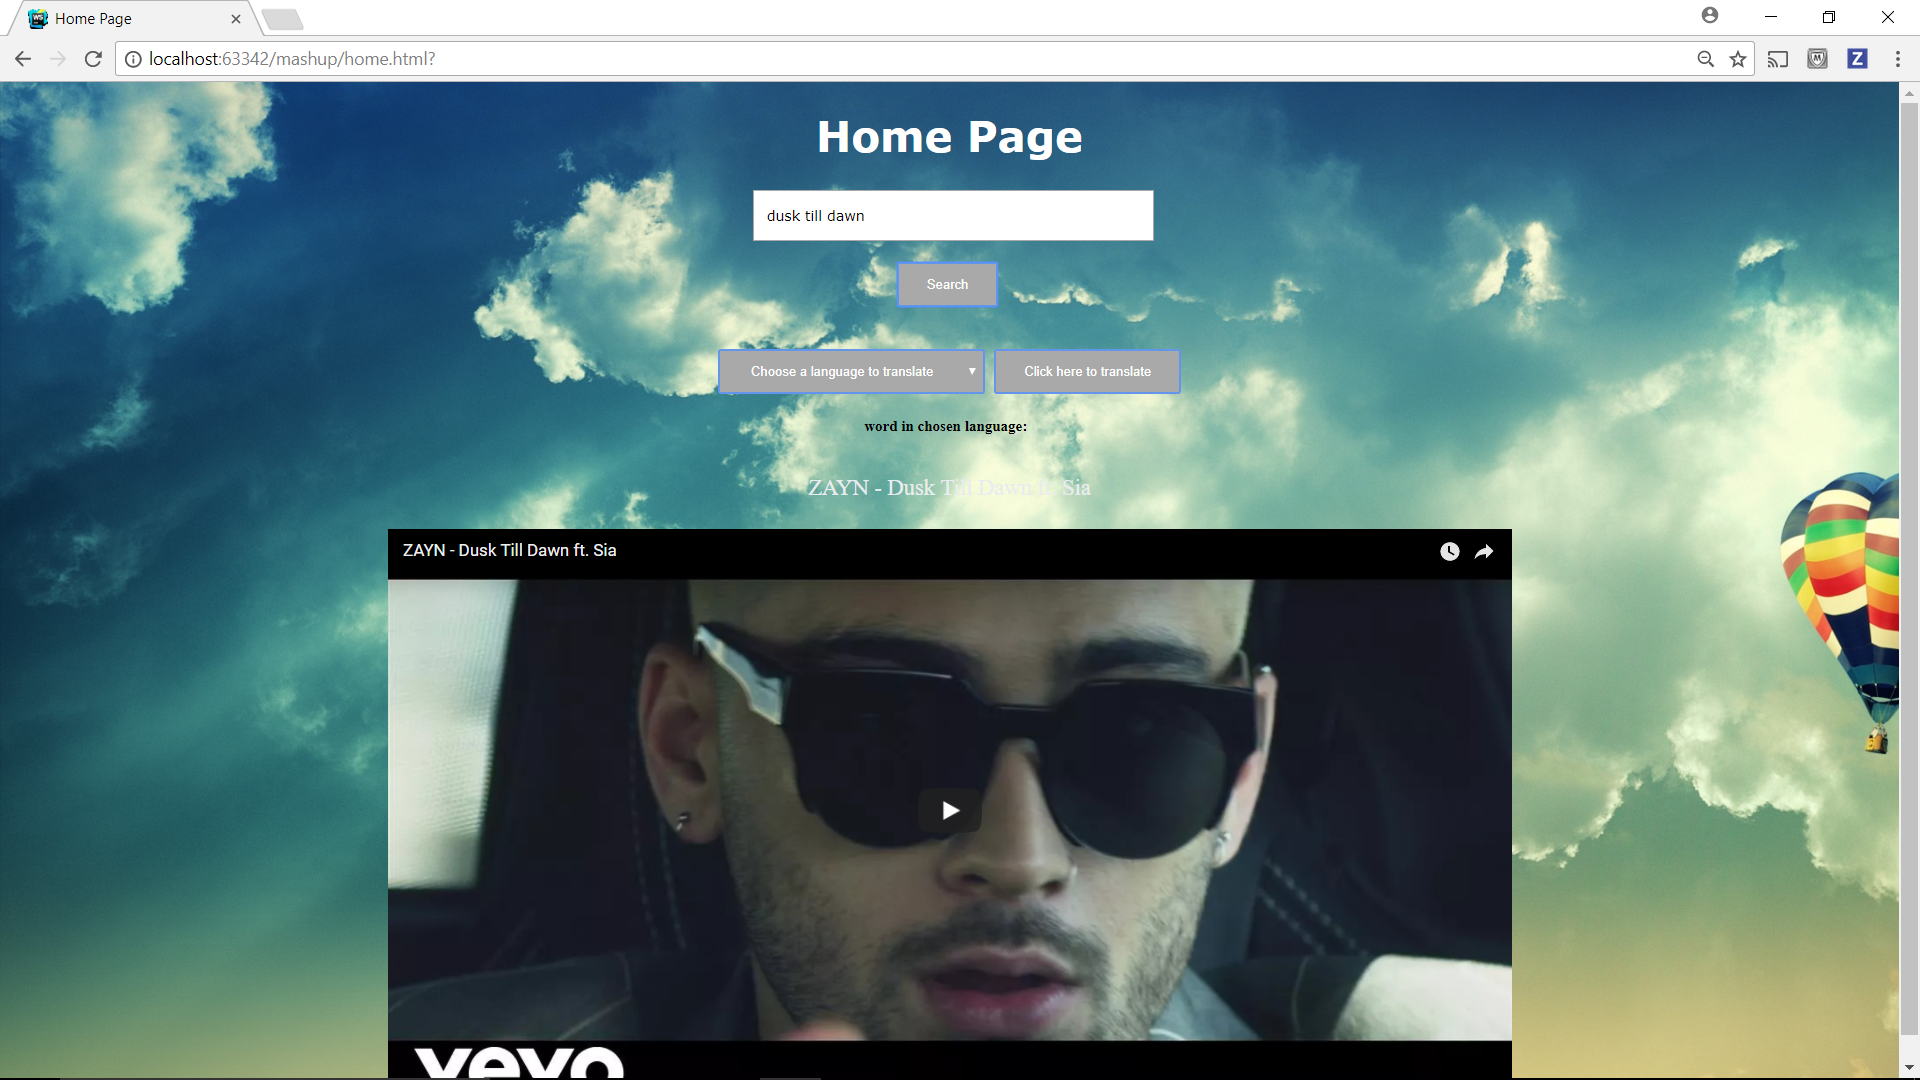 Home Page
localhost:63342/mashup/home.html?
Home Page
dusk till dawn
Search
Choose a language to translate
Click here to translate
word in chosen language:
ZAYN - Dusk Till Dawn ft. Sia
ZAYN - Dusk Till Dawn ft. Sia
vevo